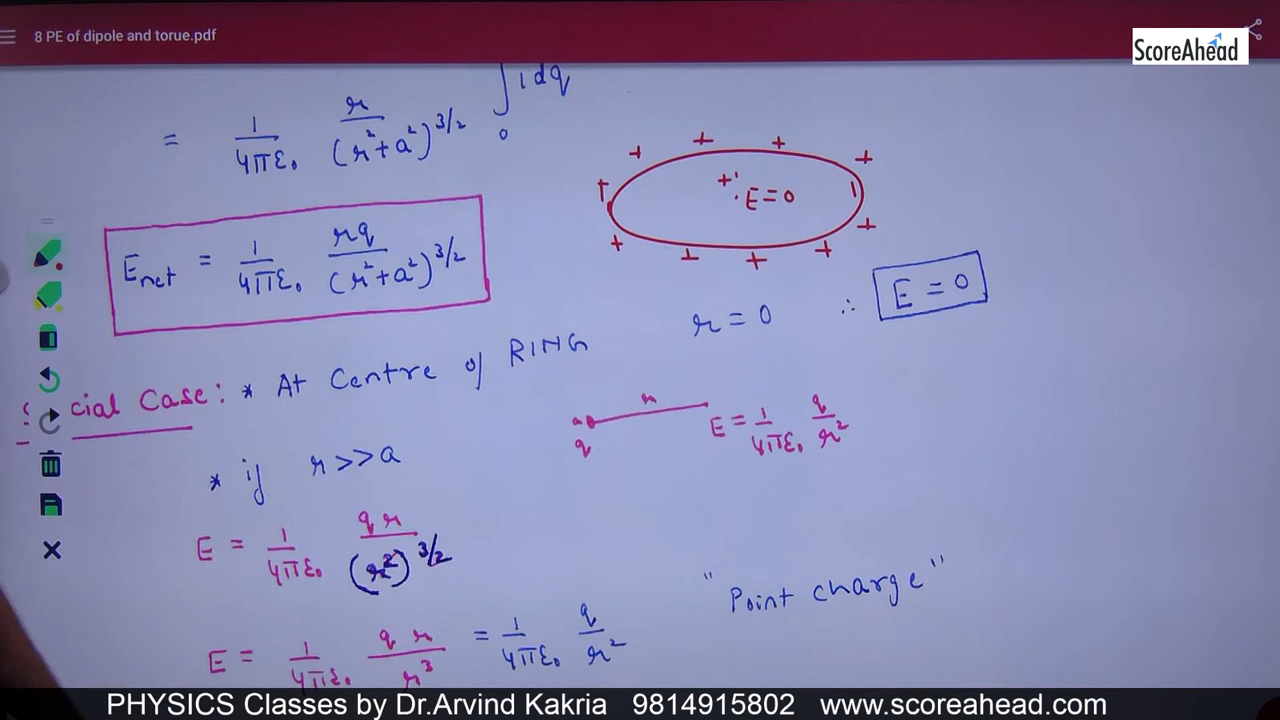 8 PE of dipole and torue.pdf
ScoreAhead
= 1/4πε₀ r/(r²+a²)^3/2 ∫₀ 1 dq
E_net = 1/4πε₀ rq/(r²+a²)^3/2
+ + + + + + + + + + +
+ . E=0
cial Case: * At Centre of RING r = 0 ∴ E = 0
q r E = 1/4πε₀ q/r²
* if r>>a
E = 1/4πε₀ qr/(r²)^3/2
"Point charge"
E = 1/4πε₀ qr/r³ = 1/4πε₀ q/r²
PHYSICS Classes by Dr.Arvind Kakria 9814915802 www.scoreahead.com